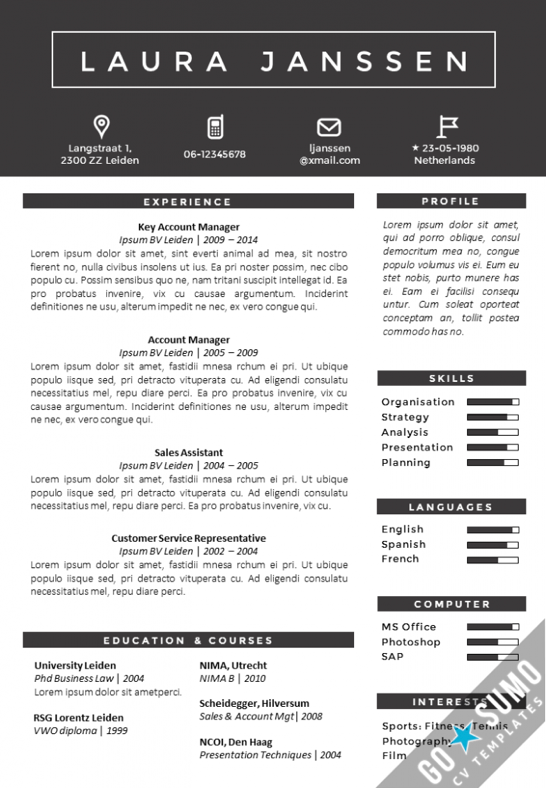 LAURA JANSSEN
Langstraat 1,
2300 ZZ Leiden
06-12345678
ljanssen
@xmail.com
★ 23-05-1980
Netherlands
EXPERIENCE
Key Account Manager
Ipsum BV Leiden | 2009 – 2014
Lorem ipsum dolor sit amet, sint everti animal ad mea, sit nostro
fierent no, nulla civibus insolens ut ius. Ea pri noster possim, nec cibo
populo cu. Possim sensibus quo ne, nam tritani suscipit intellegat id. Ea
pro probatus invenire, vix cu causae argumentum. Inciderint
definitiones ne usu, alterum impedit ne nec, ex vero congue qui.
Account Manager
Ipsum BV Leiden | 2005 – 2009
Lorem ipsum dolor sit amet, fastidii mnesa rchum ei pri. Ut ubique
populo iisque sed, pri detracto vituperata cu. Ad eligendi consulatu
necessitatius mel, repu diare perci. Ea pro probatus invenire, vix cu
causae argumentum. Inciderint definitiones ne usu, alterum impedit
ne nec, ex vero congue qui.
Sales Assistant
Ipsum BV Leiden | 2004 – 2005
Lorem ipsum dolor sit amet, fastidii mnesa rchum ei pri. Ut ubique
populo iisque sed, pri detracto vituperata cu. Ad eligendi consulatu
necessitatius mel, perci. Ea pro probatus invenire, vix cu.
Customer Service Representative
Ipsum BV Leiden | 2002 – 2004
Lorem ipsum dolor sit amet, fastidii mnesa rchum ei pri. Ut ubique
populo iisque sed, pri detracto vituperata cu. Ad eligendi consulatu
necessitatius mel, repu diare perci.
EDUCATION & COURSES
University Leiden
Phd Business Law | 2004
Lorem ipsum dolor sit ametperci.
RSG Lorentz Leiden
VWO diploma | 1999
NIMA, Utrecht
NIMA B | 2010
Scheidegger, Hilversum
Sales & Account Mgt| 2008
NCOI, Den Haag
Presentation Techniques | 2004
PROFILE
Lorem ipsum dolor sit amet,
qui ad porro oblique, consul
democritum mea no, congue
populo volumus vis ei. Eum eu
stet nobis, purto munere has
ei. Eam ei facilisi consequ
untur. Cum soleat oporteat
conceptam an, tollit postea
commodo has no.
SKILLS
Organisation
Strategy
Analysis
Presentation
Planning
LANGUAGES
English
Spanish
French
COMPUTER
MS Office
Photoshop
SAP
INTERESTS
Sports: Fitness, Tennis
Photography
Film
GO SUMO
CV TEMPLATES